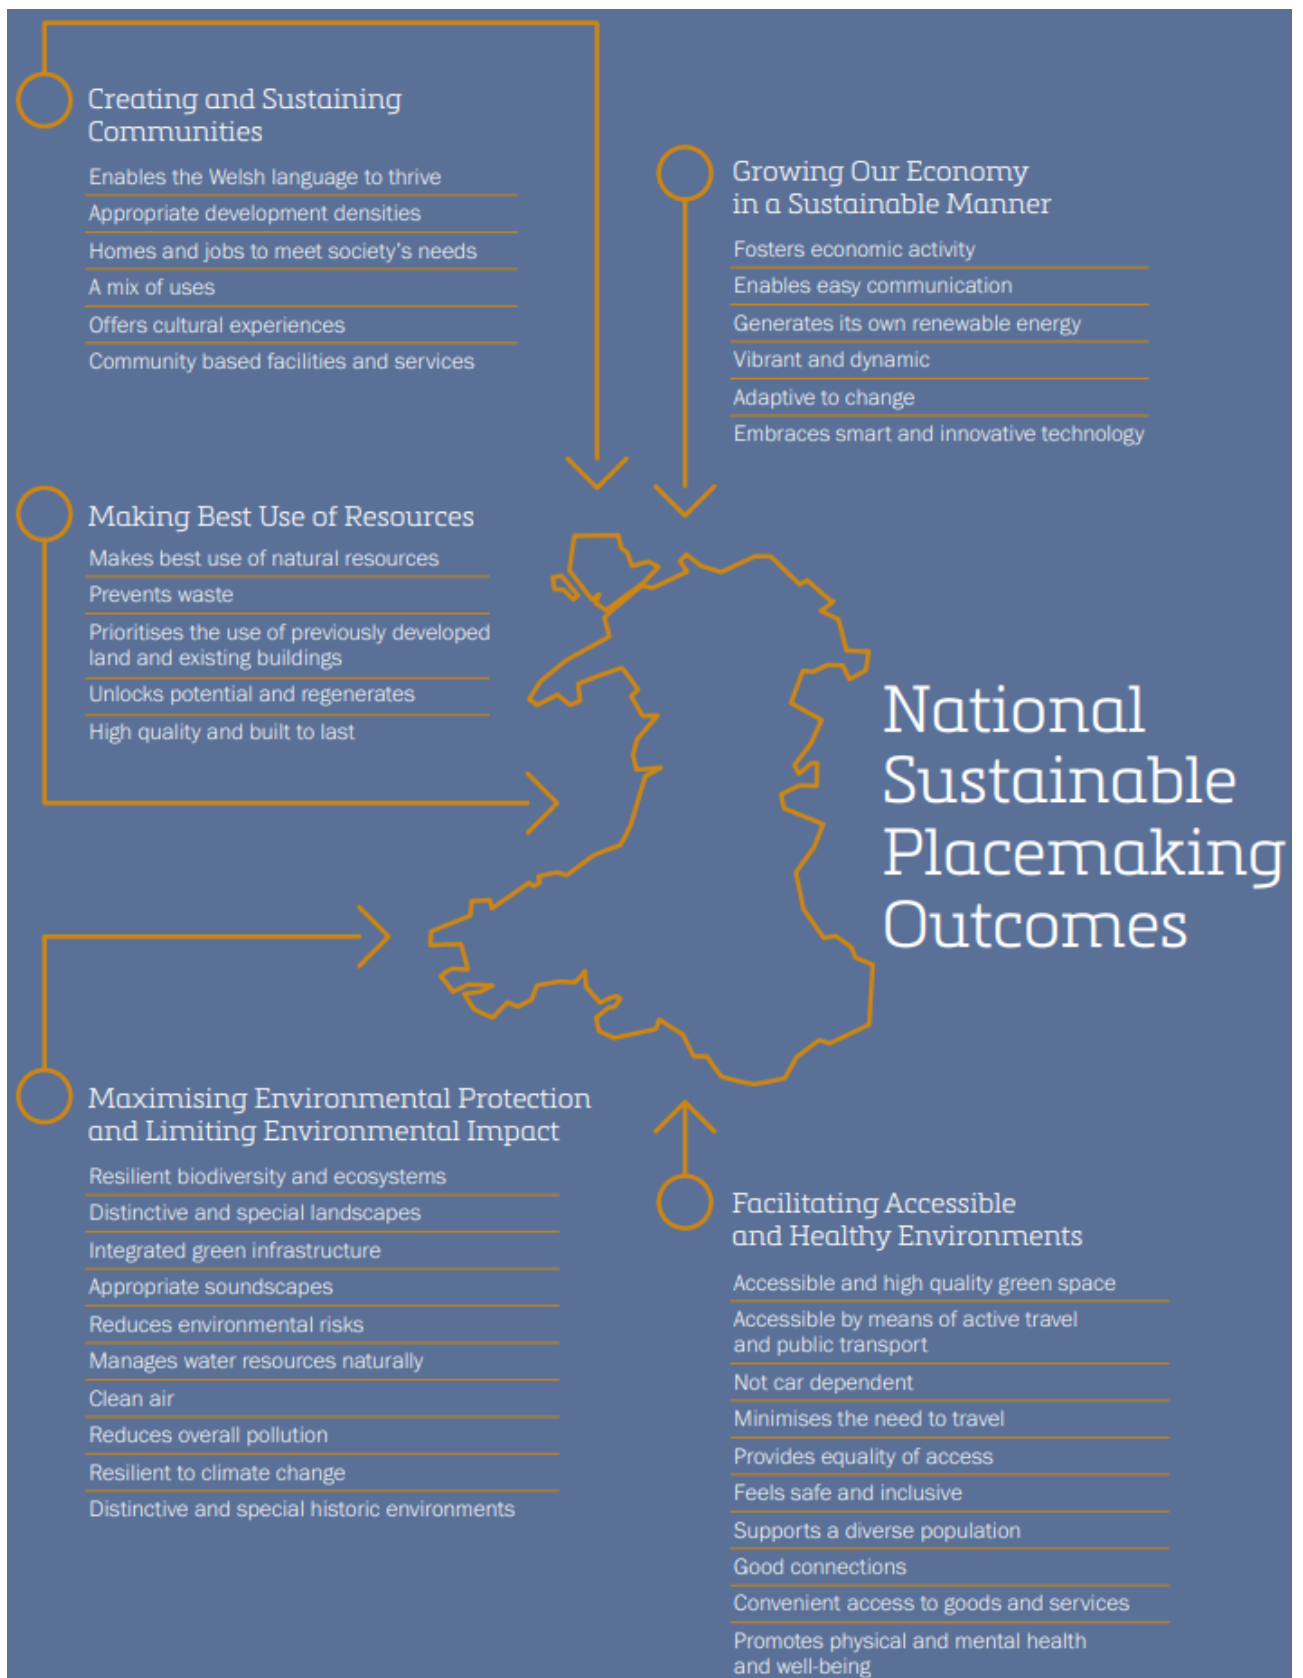 Creating and Sustaining
Communities
Enables the Welsh language to thrive
Appropriate development densities
Homes and jobs to meet society's needs
A mix of uses
Offers cultural experiences
Community based facilities and services
Growing Our Economy
in a Sustainable Manner
Fosters economic activity
Enables easy communication
Generates its own renewable energy
Vibrant and dynamic
Adaptive to change
Embraces smart and innovative technology
Making Best Use of Resources
Makes best use of natural resources
Prevents waste
Prioritises the use of previously developed
land and existing buildings
Unlocks potential and regenerates
High quality and built to last
National
Sustainable
Placemaking
Outcomes
Maximising Environmental Protection
and Limiting Environmental Impact
Resilient biodiversity and ecosystems
Distinctive and special landscapes
Integrated green infrastructure
Appropriate soundscapes
Reduces environmental risks
Manages water resources naturally
Clean air
Reduces overall pollution
Resilient to climate change
Distinctive and special historic environments
Facilitating Accessible
and Healthy Environments
Accessible and high quality green space
Accessible by means of active travel
and public transport
Not car dependent
Minimises the need to travel
Provides equality of access
Feels safe and inclusive
Supports a diverse population
Good connections
Convenient access to goods and services
Promotes physical and mental health
and well-being